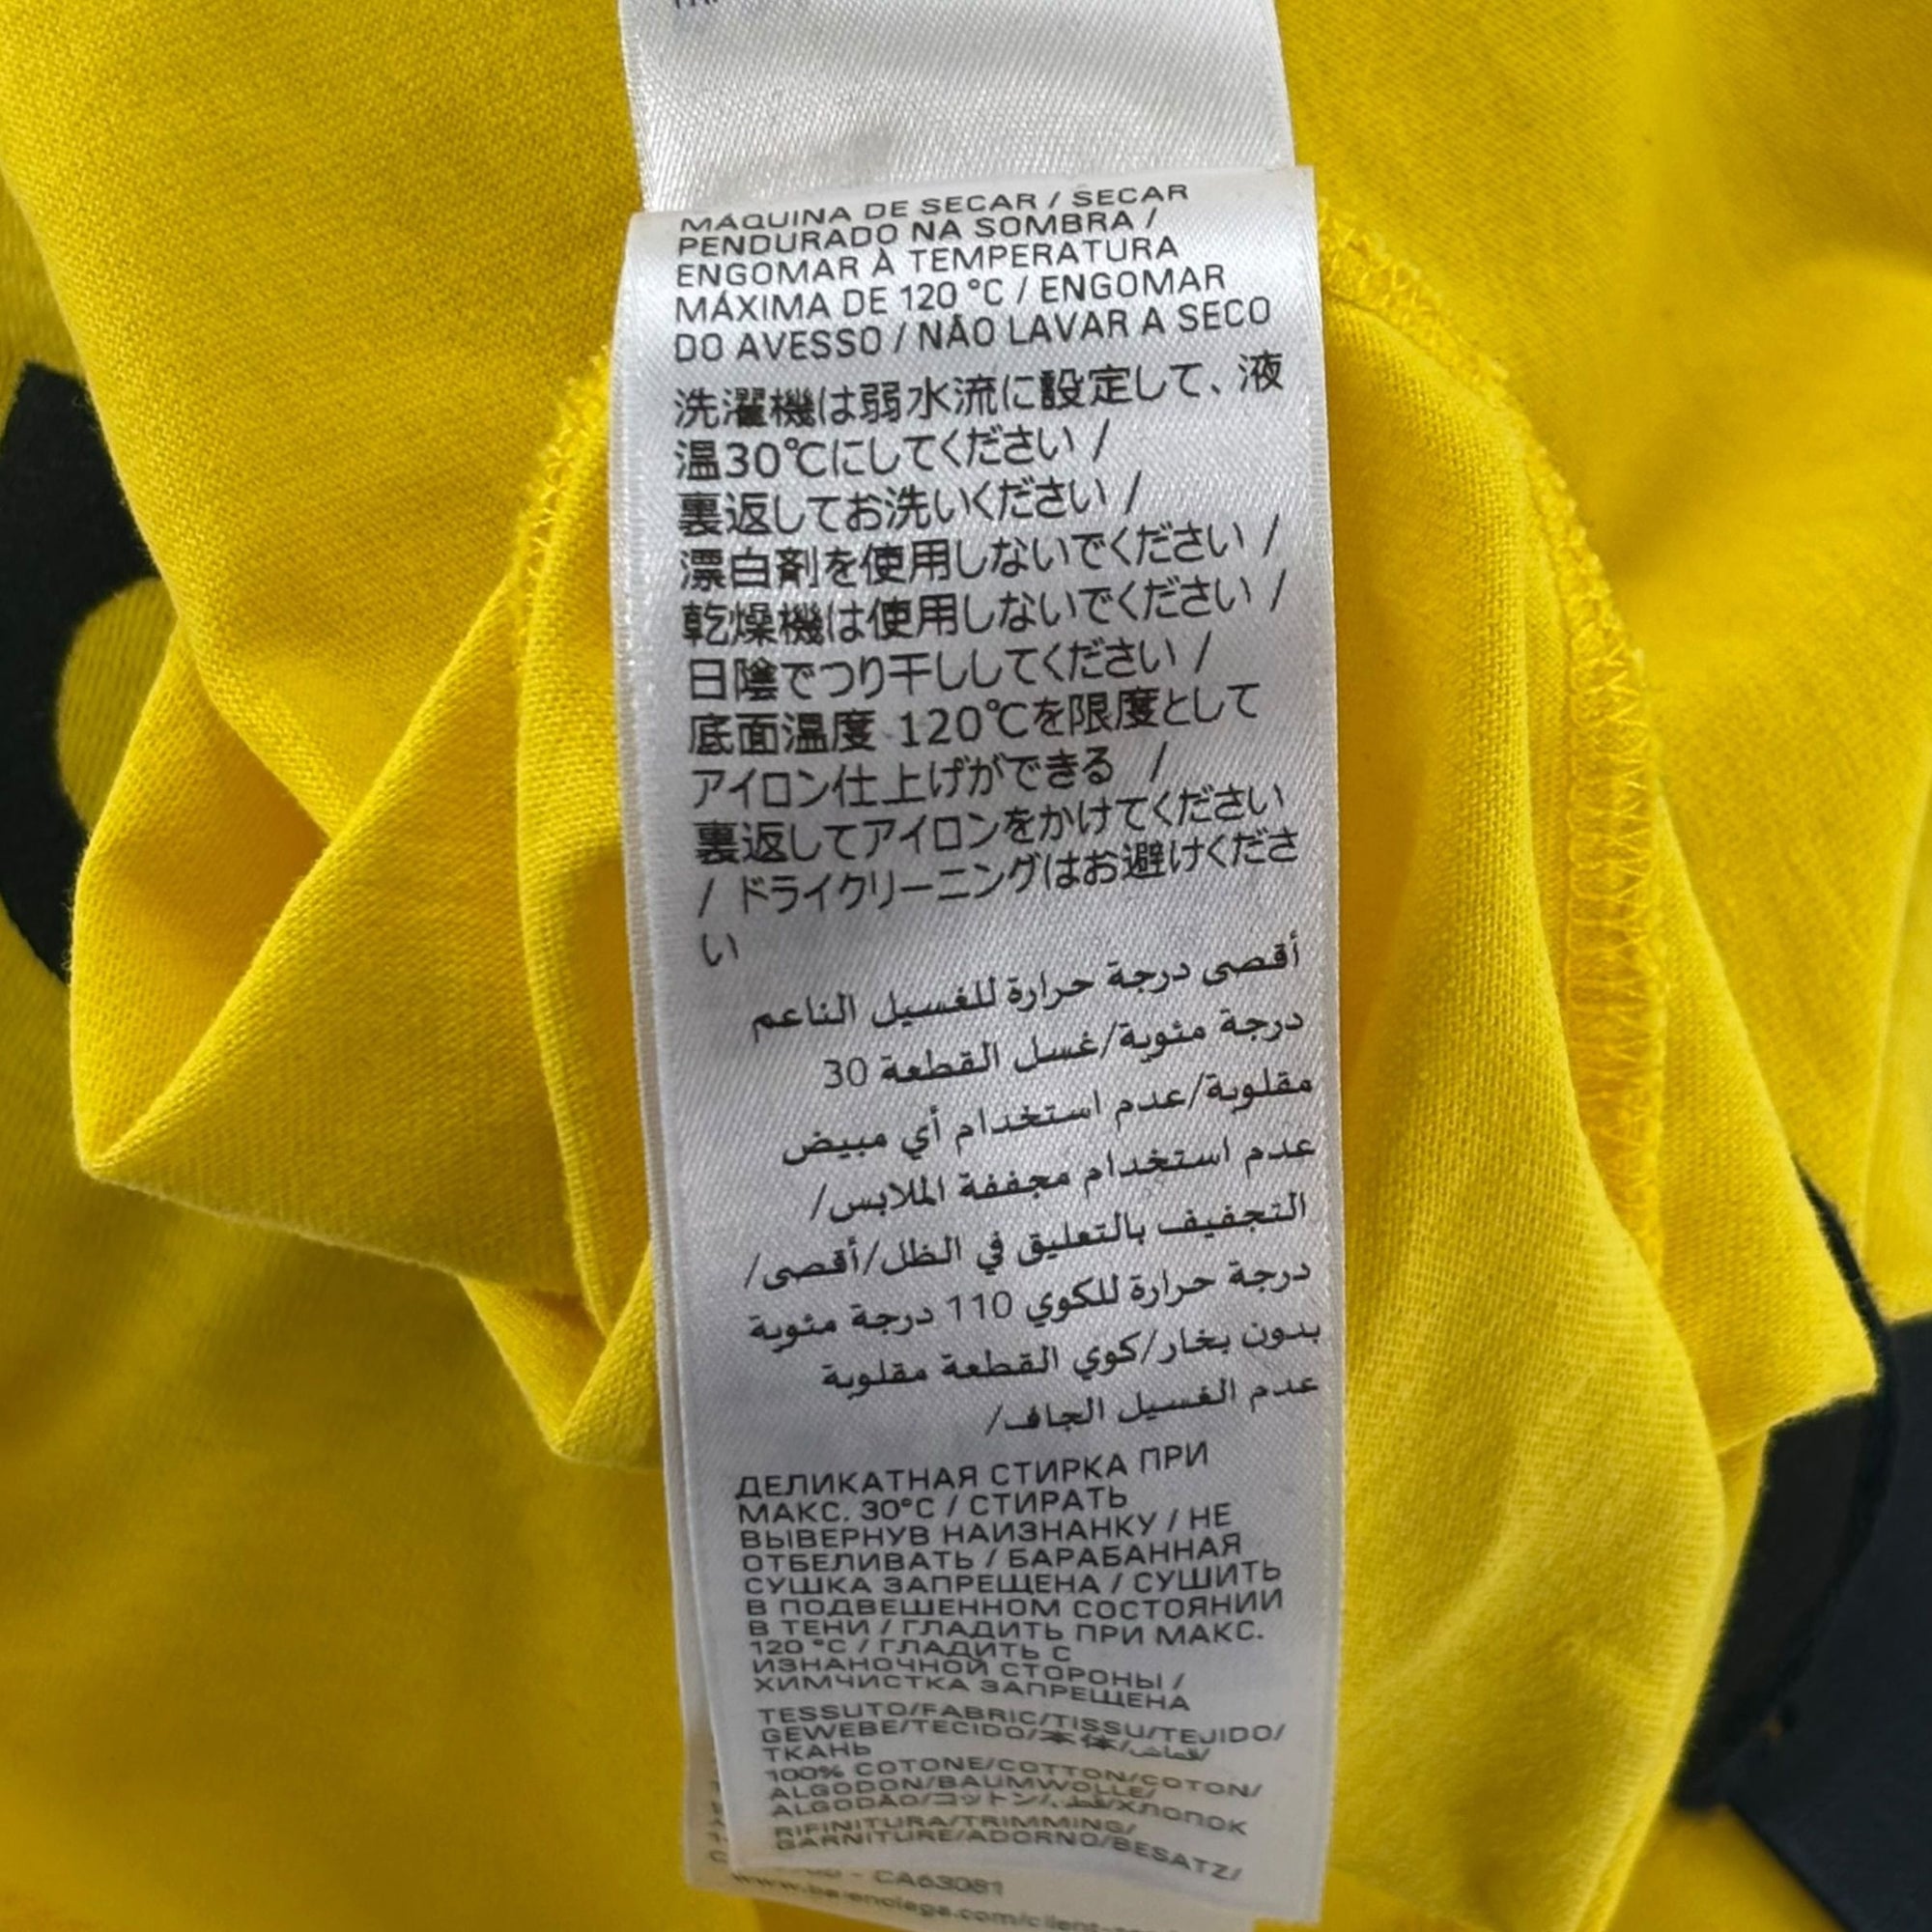 MÁQUINA DE SECAR / SECAR
PENDURADO NA SOMBRA /
ENGOMAR À TEMPERATURA
MÁXIMA DE 120 °C / ENGOMAR
DO AVESSO / NÃO LAVAR A SECO
洗濯機は弱水流に設定して、液
温30℃にしてください /
裏返してお洗いください /
漂白剤を使用しないでください /
乾燥機は使用しないでください /
日陰でつり干ししてください /
底面温度 120℃を限度として
アイロン仕上げができる /
裏返してアイロンをかけてください
/ ドライクリーニングはお避けくださ
い
أقصى درجة حرارة للغسيل الناعم
درجة مئوية/غسل القطعة 30
مقلوبة/عدم استخدام أي مبيض
عدم استخدام مجففة الملابس/
التجفيف بالتعليق في الظل/أقصى/
درجة حرارة للكوي 110 درجة مئوية
بدون بخار/كوي القطعة مقلوبة
عدم الغسيل الجاف/
ДЕЛИКАТНАЯ СТИРКА ПРИ
МАКС. 30°C / СТИРАТЬ
ВЫВЕРНУВ НАИЗНАНКУ / НЕ
ОТБЕЛИВАТЬ / БАРАБАННАЯ
СУШКА ЗАПРЕЩЕНА / СУШИТЬ
В ПОДВЕШЕННОМ СОСТОЯНИИ
В ТЕНИ / ГЛАДИТЬ ПРИ МАКС.
120 °C / ГЛАДИТЬ С
ИЗНАНОЧНОЙ СТОРОНЫ /
ХИМЧИСТКА ЗАПРЕЩЕНА
TESSUTO/FABRIC/TISSU/TEJIDO/
GEWEBE/TECIDO/本体/قماش/
ТКАНЬ
100% COTONE/COTTON/COTON/
ALGODON/BAUMWOLLE/
ALGODÃO/コットン/قطن/ХЛОПОК
RIFINITURA/TRIMMING/
GARNITURE/ADORNO/BESATZ/
- CA63081
www.balenciaga.com/client-